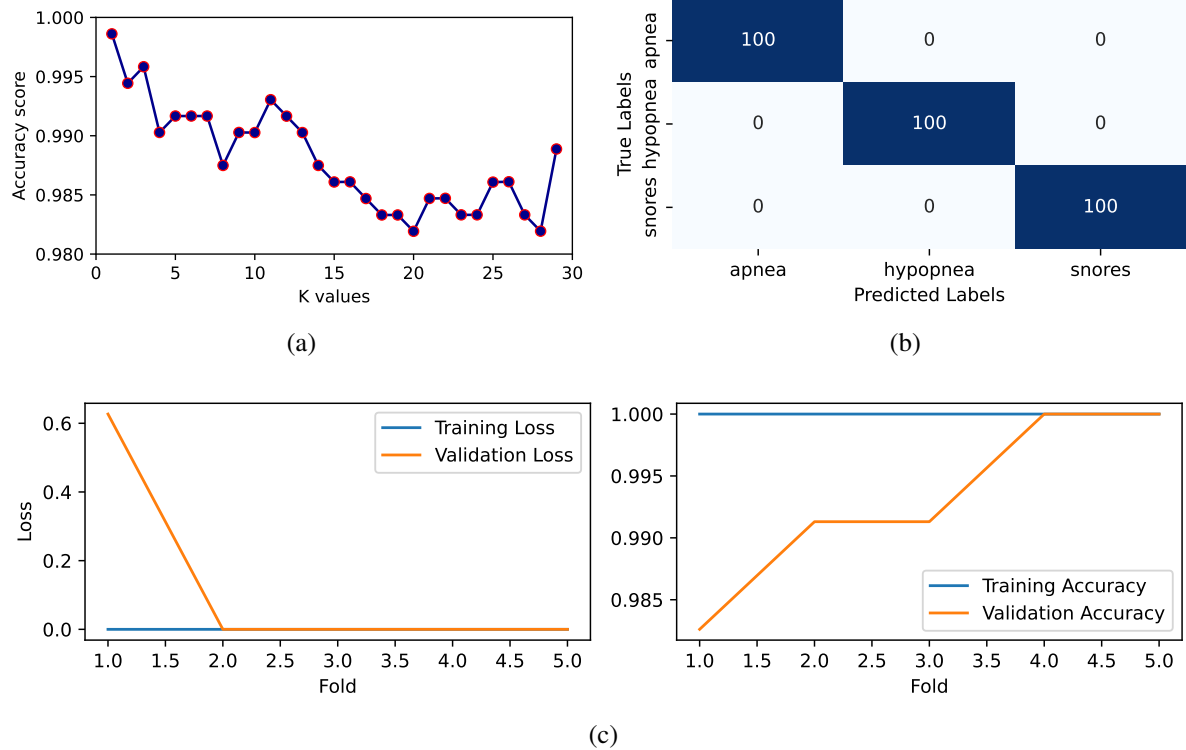 1.000
0.995
0.990
0.985
0.980
Accuracy score
0 5 10 15 20 25 30
K values
(a)
True Labels
apnea
hypopnea
snores
100 0 0
0 100 0
0 0 100
apnea hypopnea snores
Predicted Labels
(b)
Loss
0.6
0.4
0.2
0.0
Training Loss
Validation Loss
1.0 1.5 2.0 2.5 3.0 3.5 4.0 4.5 5.0
Fold
1.000
0.995
0.990
0.985
Training Accuracy
Validation Accuracy
1.0 1.5 2.0 2.5 3.0 3.5 4.0 4.5 5.0
Fold
(c)